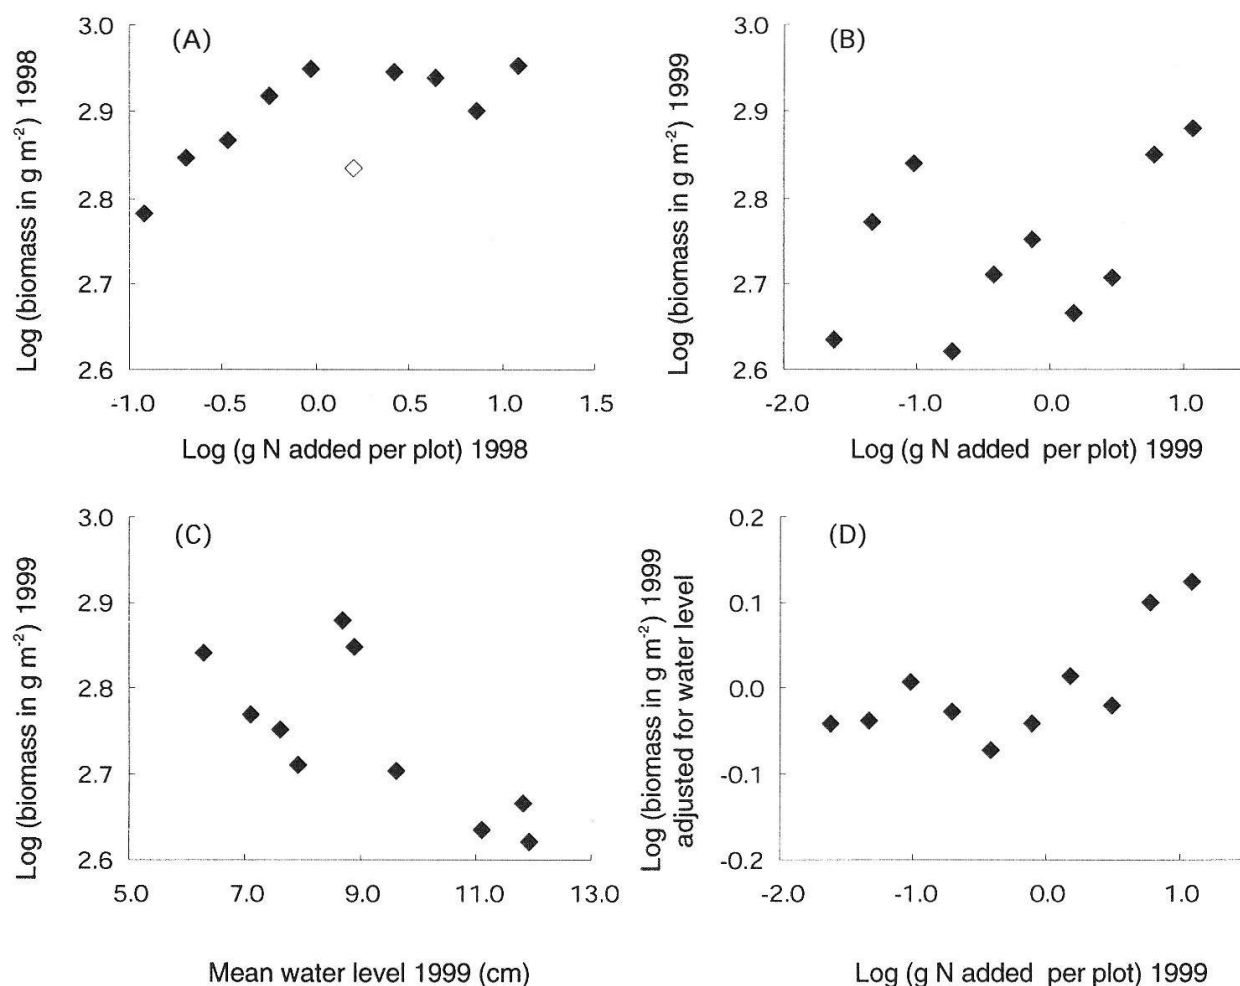 (A)
Log (biomass in g m⁻²) 1998
3.0
2.9
2.8
2.7
2.6
-1.0 -0.5 0.0 0.5 1.0 1.5
Log (g N added per plot) 1998
(B)
Log (biomass in g m⁻²) 1999
3.0
2.9
2.8
2.7
2.6
-2.0 -1.0 0.0 1.0
Log (g N added per plot) 1999
(C)
Log (biomass in g m⁻²) 1999
3.0
2.9
2.8
2.7
2.6
5.0 7.0 9.0 11.0 13.0
Mean water level 1999 (cm)
(D)
Log (biomass in g m⁻²) 1999
adjusted for water level
0.2
0.1
0.0
-0.1
-0.2
-2.0 -1.0 0.0 1.0
Log (g N added per plot) 1999